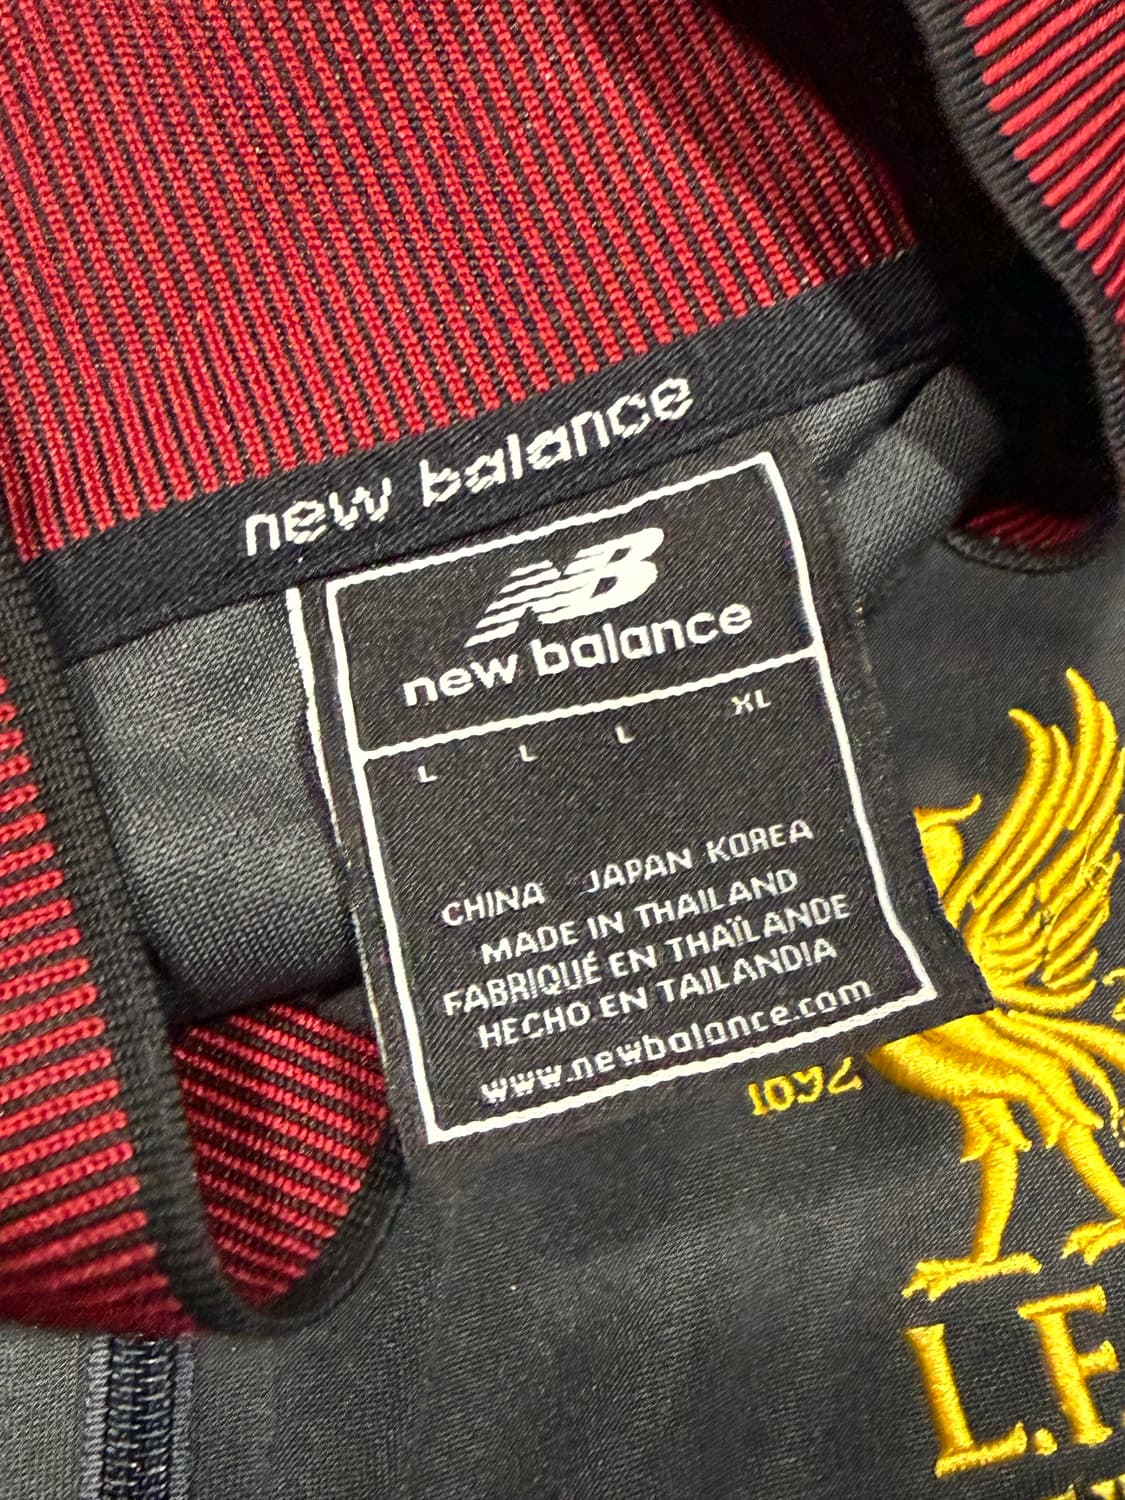 new balance
NB
new balance
L L L XL
CHINA JAPAN KOREA
MADE IN THAILAND
FABRIQUÉ EN THAÏLANDE
HECHO EN TAILANDIA
www.newbalance.com
L.F.